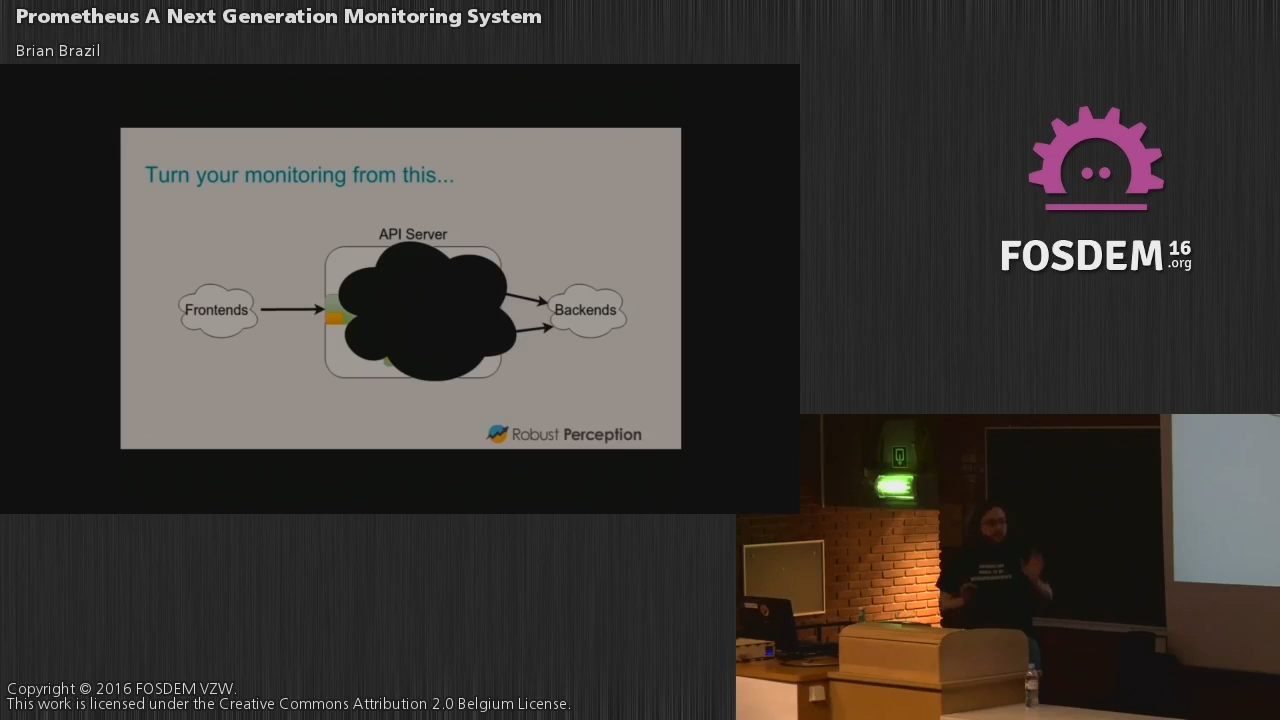 Prometheus A Next Generation Monitoring System
Brian Brazil
Turn your monitoring from this...
API Server
Frontends
Backends
Robust Perception
FOSDEM 16
.org
Copyright © 2016 FOSDEM VZW.
This work is licensed under the Creative Commons Attribution 2.0 Belgium License.